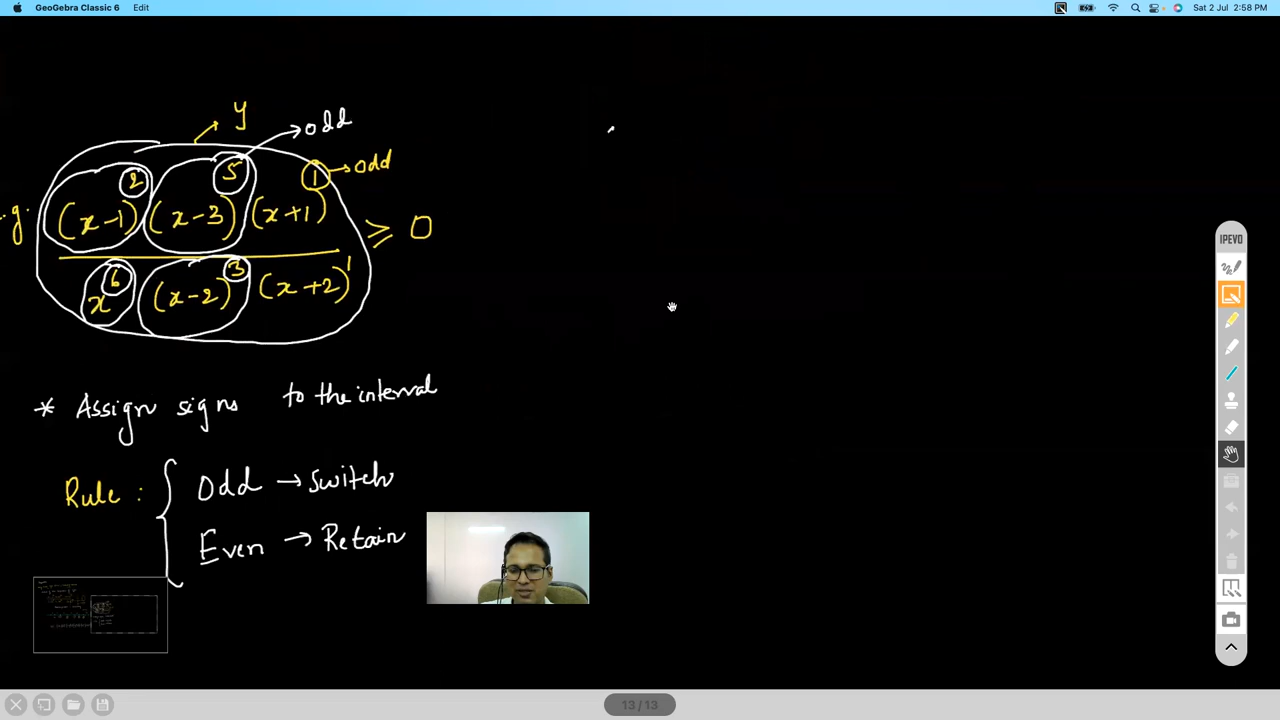 GeoGebra Classic 6 Edit
Sat 2 Jul 2:58 PM
y
odd
odd
.g.
(x-1)² (x-3)⁵ (x+1)¹
≥ 0
x⁶ (x-2)³ (x+2)¹
IPEVO
* Assign signs to the interval
Rule : { Odd → Switch
Even → Retain
13 / 13